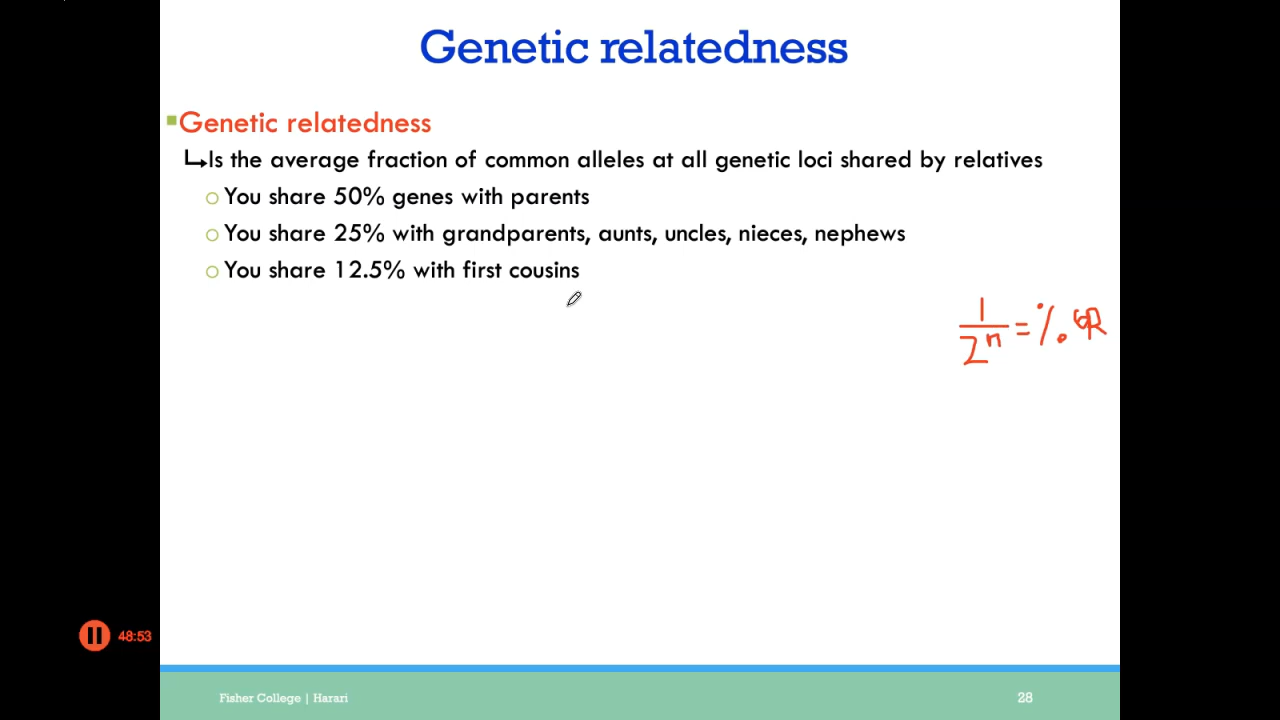 Genetic relatedness
Genetic relatedness
Is the average fraction of common alleles at all genetic loci shared by relatives
You share 50% genes with parents
You share 25% with grandparents, aunts, uncles, nieces, nephews
You share 12.5% with first cousins
1/2ⁿ = % GR
48:53
Fisher College | Harari
28